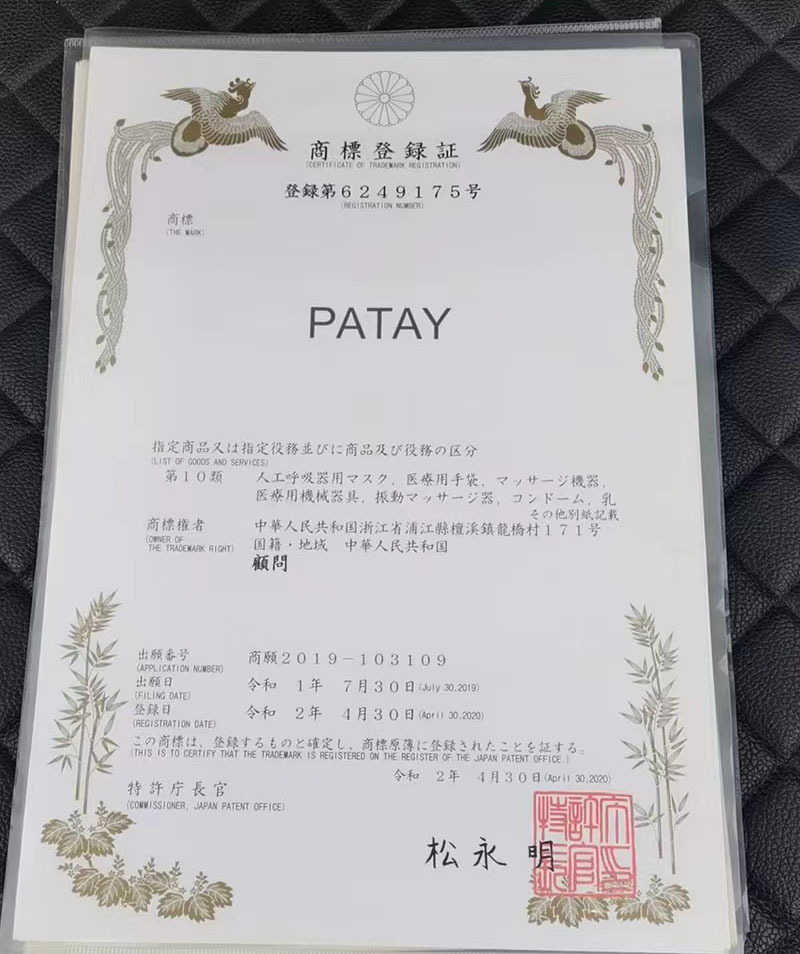 商標登録証
(CERTIFICATE OF TRADEMARK REGISTRATION)
登録第6249175号
(REGISTRATION NUMBER)
商標
(THE MARK)
PATAY
指定商品又は指定役務並びに商品及び役務の区分
(LIST OF GOODS AND SERVICES)
第10類 人工呼吸器用マスク，医療用手袋，マッサージ機器，
医療用機械器具，振動マッサージ器，コンドーム，乳
その他別紙記載
商標権者 中華人民共和国浙江省浦江縣檀溪鎮龍橋村171号
(OWNER OF THE TRADEMARK RIGHT) 国籍・地域 中華人民共和国
顧問
出願番号 商願2019-103109
(APPLICATION NUMBER)
出願日 令和 1年 7月30日(July 30,2019)
(FILING DATE)
登録日 令和 2年 4月30日(April 30,2020)
(REGISTRATION DATE)
この商標は、登録するものと確定し、商標原簿に登録されたことを証する。
(THIS IS TO CERTIFY THAT THE TRADEMARK IS REGISTERED ON THE REGISTER OF THE JAPAN PATENT OFFICE.)
令和 2年 4月30日(April 30,2020)
特許庁長官
(COMMISSIONER, JAPAN PATENT OFFICE)
松永明